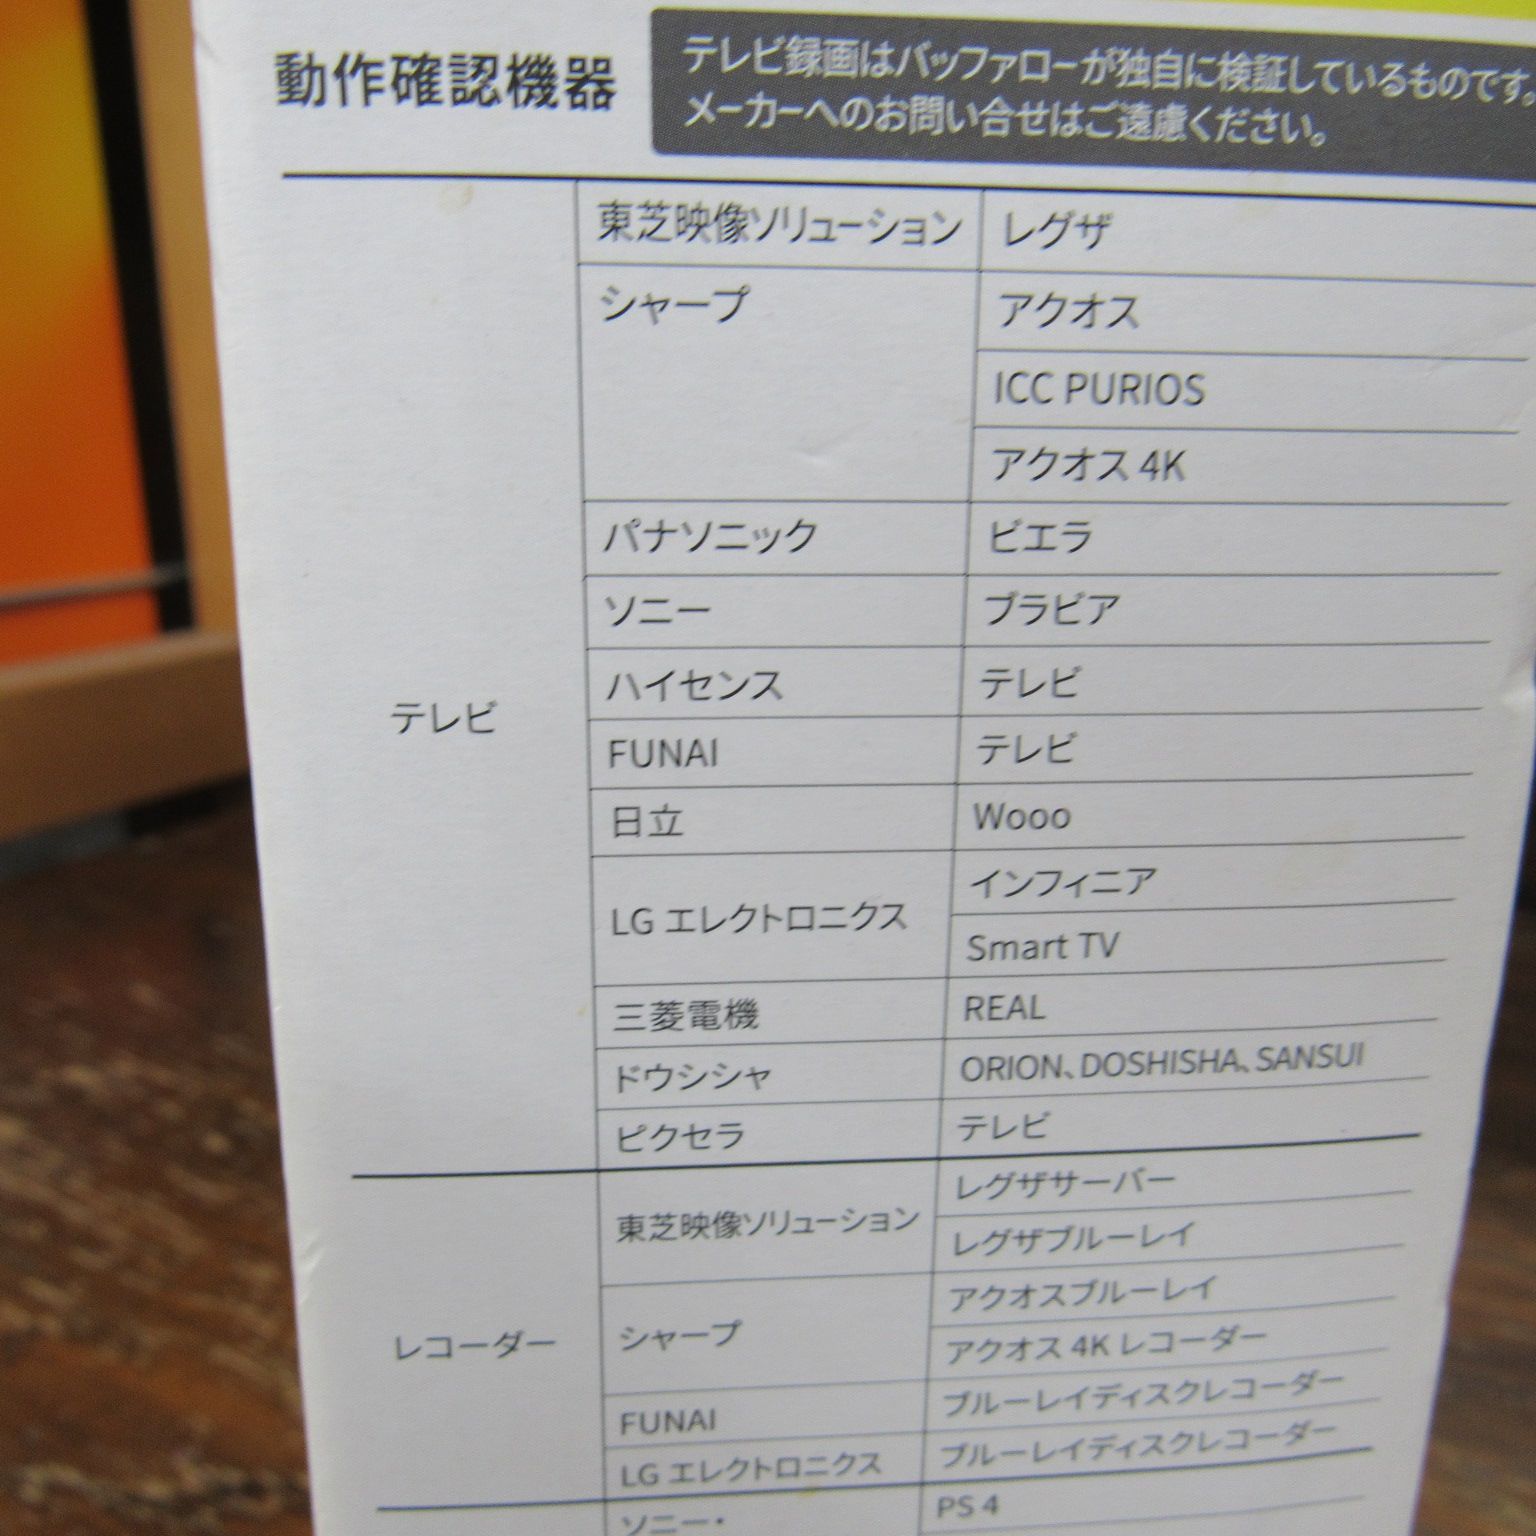 動作確認機器
テレビ録画はバッファローが独自に検証しているものです。
メーカーへのお問い合せはご遠慮ください。
東芝映像ソリューション レグザ
シャープ アクオス
ICC PURIOS
アクオス 4K
パナソニック ビエラ
ソニー ブラビア
ハイセンス テレビ
テレビ
FUNAI テレビ
日立 Wooo
LG エレクトロニクス インフィニア
Smart TV
三菱電機 REAL
ドウシシャ ORION、DOSHISHA、SANSUI
ピクセラ テレビ
東芝映像ソリューション レグザサーバー
レグザブルーレイ
レコーダー
シャープ アクオスブルーレイ
アクオス 4K レコーダー
FUNAI ブルーレイディスクレコーダー
LG エレクトロニクス ブルーレイディスクレコーダー
ソニー・ PS 4